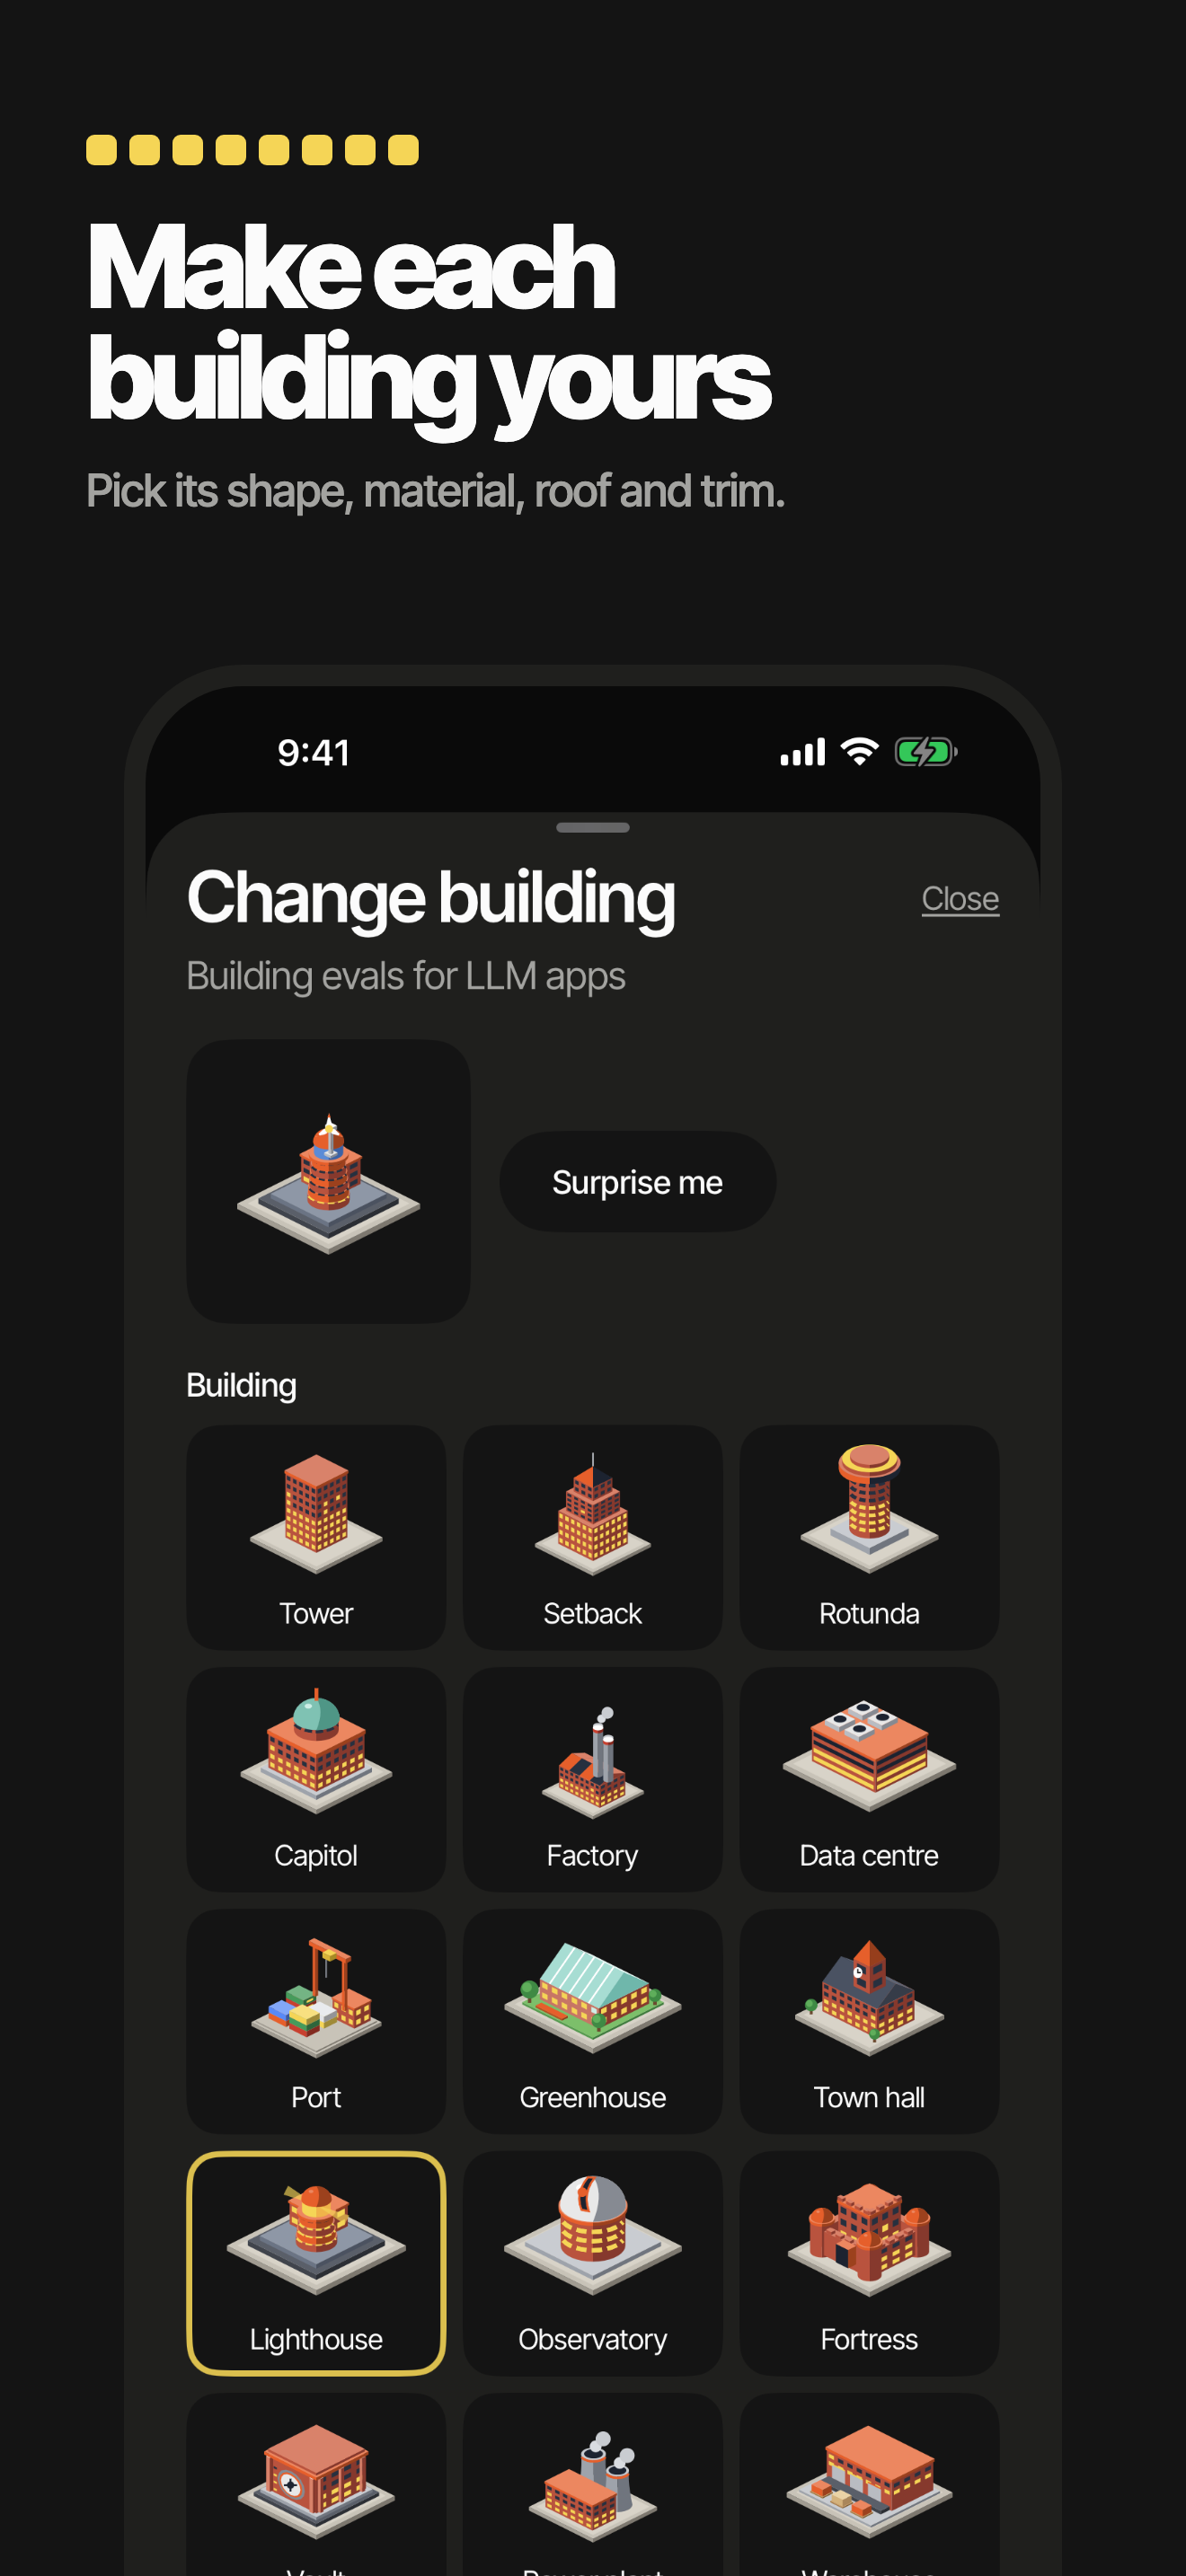 Make each
building yours
Pick its shape, material, roof and trim.
9:41
Change building
Close
Building evals for LLM apps
Surprise me
Building
Tower
Setback
Rotunda
Capitol
Factory
Data centre
Port
Greenhouse
Town hall
Lighthouse
Observatory
Fortress